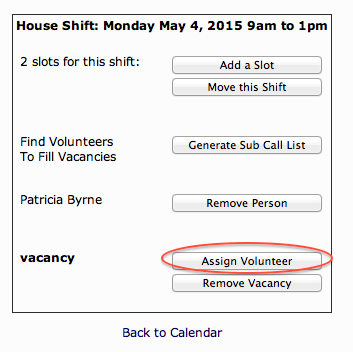 House Shift: Monday May 4, 2015 9am to 1pm
2 slots for this shift:
Add a Slot
Move this Shift
Find Volunteers
To Fill Vacancies
Generate Sub Call List
Patricia Byrne
Remove Person
vacancy
Assign Volunteer
Remove Vacancy
Back to Calendar